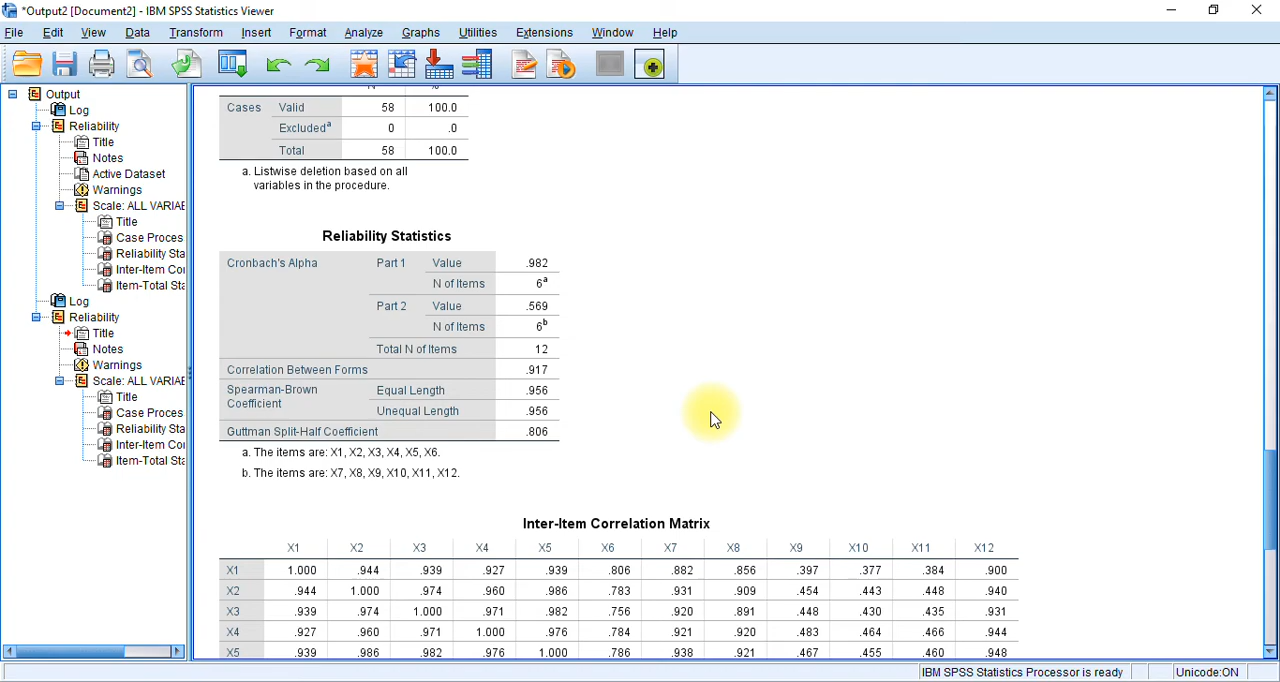 *Output2 [Document2] - IBM SPSS Statistics Viewer
File Edit View Data Transform Insert Format Analyze Graphs Utilities Extensions Window Help
Output
Log
Reliability
Title
Notes
Active Dataset
Warnings
Scale: ALL VARIAE
Title
Case Proces
Reliability Sta
Inter-Item Co
Item-Total Sta
Log
Reliability
Title
Notes
Warnings
Scale: ALL VARIAE
Title
Case Proces
Reliability Sta
Inter-Item Co
Item-Total Sta
Cases Valid 58 100.0
Excludedᵃ 0 .0
Total 58 100.0
a. Listwise deletion based on all
variables in the procedure.
Reliability Statistics
Cronbach's Alpha Part 1 Value .982
N of Items 6ᵃ
Part 2 Value .569
N of Items 6ᵇ
Total N of Items 12
Correlation Between Forms .917
Spearman-Brown Coefficient Equal Length .956
Unequal Length .956
Guttman Split-Half Coefficient .806
a. The items are: X1, X2, X3, X4, X5, X6.
b. The items are: X7, X8, X9, X10, X11, X12.
Inter-Item Correlation Matrix
X1 X2 X3 X4 X5 X6 X7 X8 X9 X10 X11 X12
X1 1.000 .944 .939 .927 .939 .806 .882 .856 .397 .377 .384 .900
X2 .944 1.000 .974 .960 .986 .783 .931 .909 .454 .443 .448 .940
X3 .939 .974 1.000 .971 .982 .756 .920 .891 .448 .430 .435 .931
X4 .927 .960 .971 1.000 .976 .784 .921 .920 .483 .464 .466 .944
X5 .939 .986 .982 .976 1.000 .786 .938 .921 .467 .455 .460 .948
IBM SPSS Statistics Processor is ready Unicode:ON